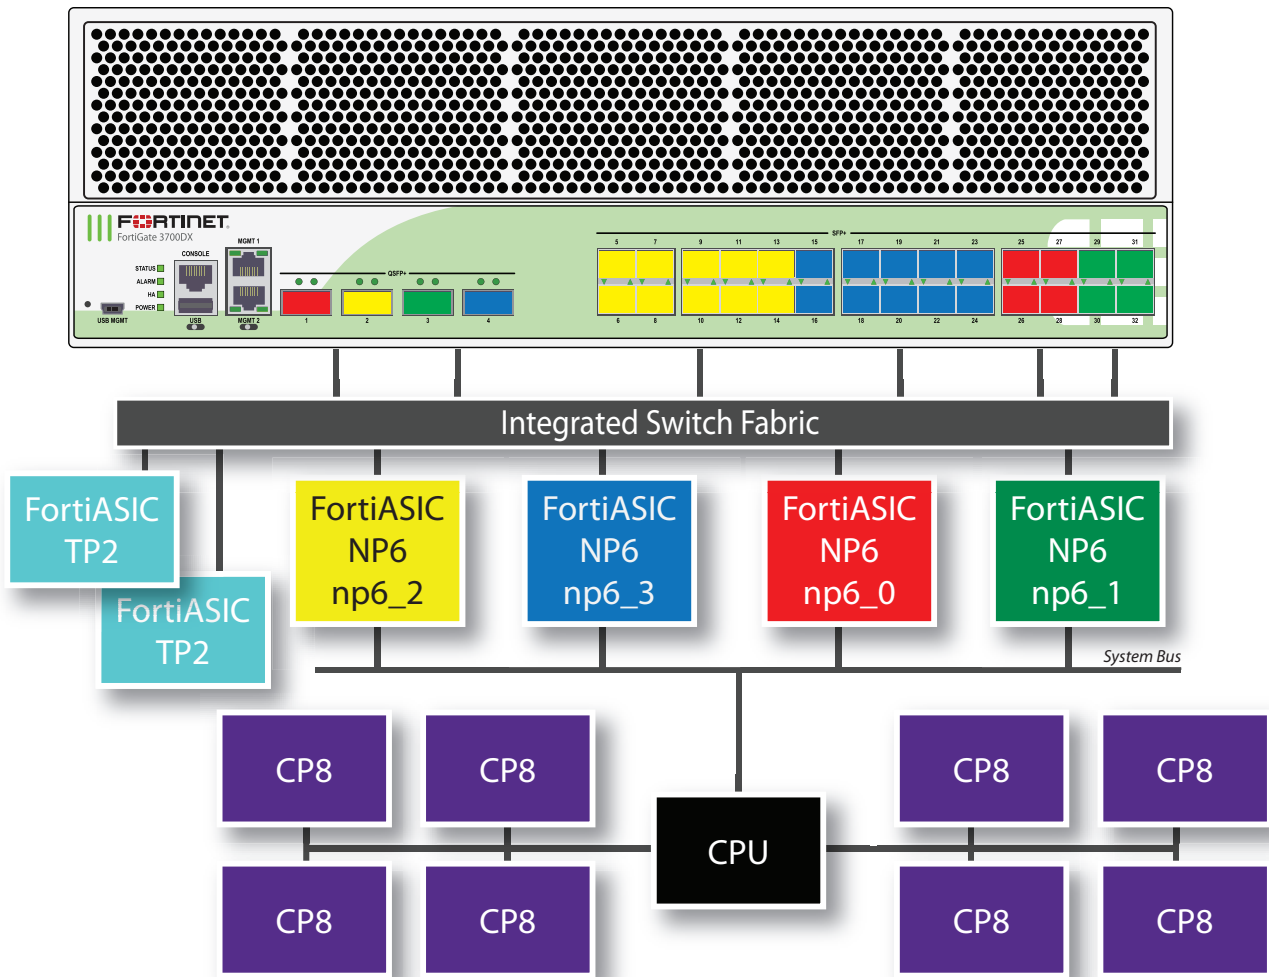 FORTINET
FortiGate 3700DX
STATUS
ALARM
HA
POWER
USB MGMT
CONSOLE
USB
MGMT 1
MGMT 2
QSFP+
1 2 3 4
SFP+
5 7 9 11 13 15 17 19 21 23 25 27 29 31
6 8 10 12 14 16 18 20 22 24 26 28 30 32
Integrated Switch Fabric
FortiASIC
TP2
FortiASIC
TP2
FortiASIC
NP6
np6_2
FortiASIC
NP6
np6_3
FortiASIC
NP6
np6_0
FortiASIC
NP6
np6_1
System Bus
CP8 CP8 CP8 CP8
CPU
CP8 CP8 CP8 CP8